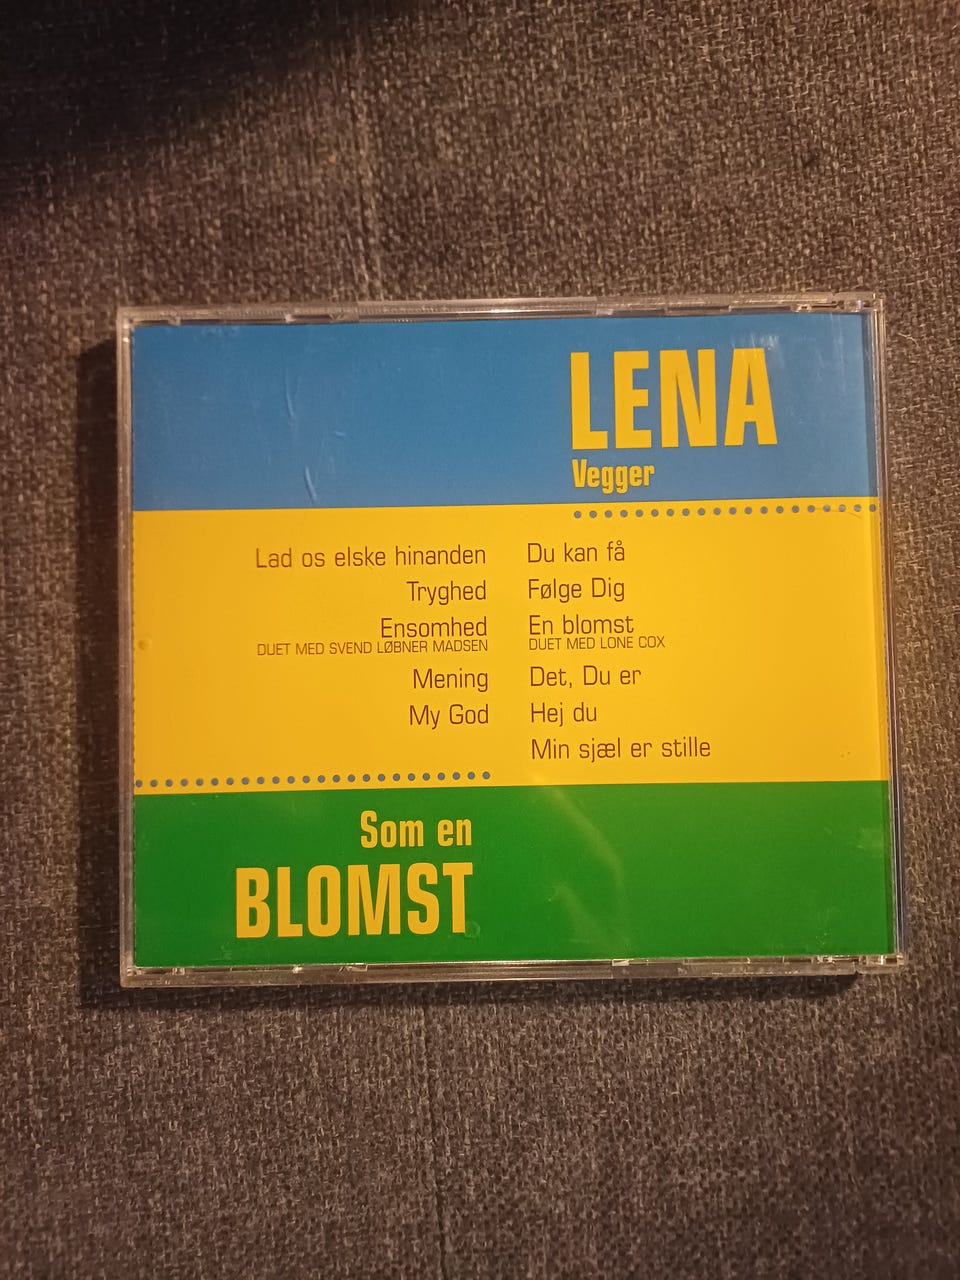 LENA
Vegger
Lad os elske hinanden
Tryghed
Ensomhed
DUET MED SVEND LØBNER MADSEN
Mening
My God
Du kan få
Følge Dig
En blomst
DUET MED LONE COX
Det, Du er
Hej du
Min sjæl er stille
Som en
BLOMST